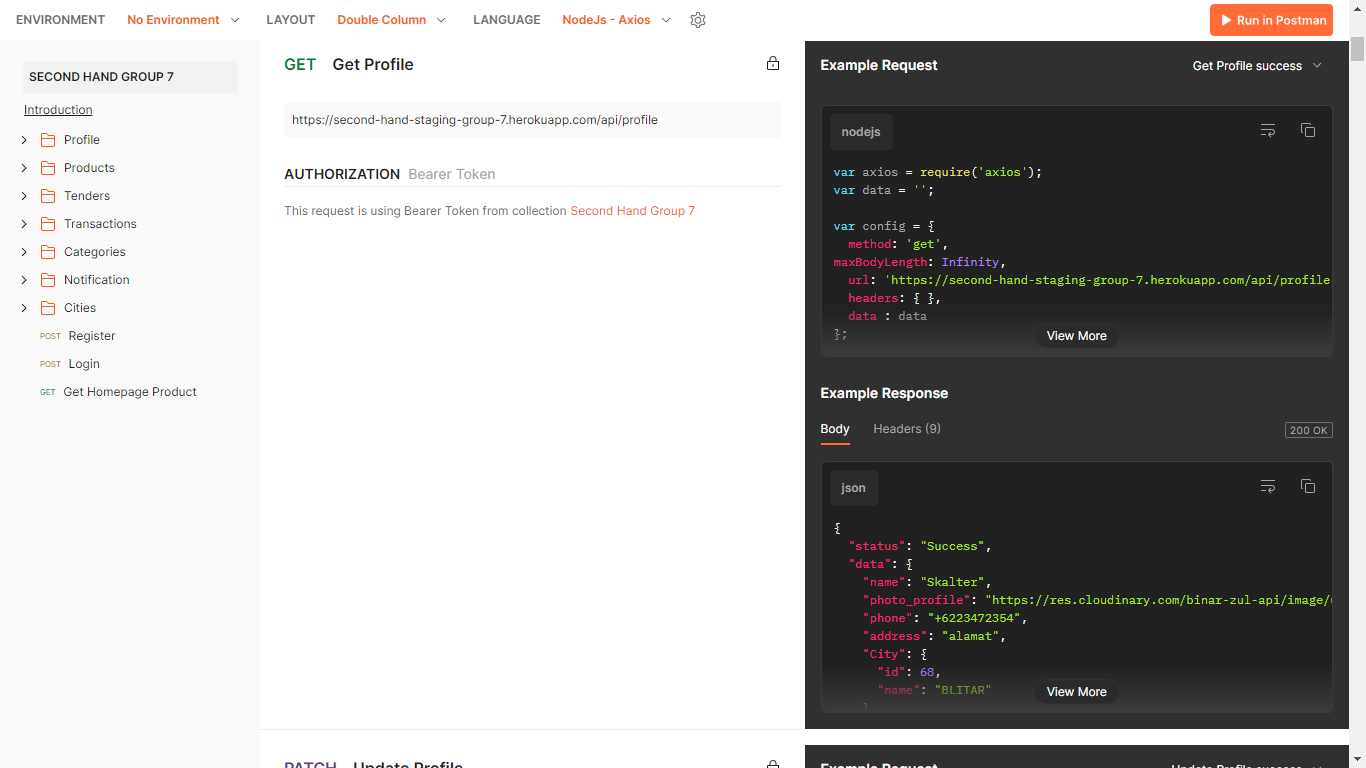 ENVIRONMENT No Environment LAYOUT Double Column LANGUAGE NodeJs - Axios Run in Postman
SECOND HAND GROUP 7
Introduction
Profile
Products
Tenders
Transactions
Categories
Notification
Cities
POST Register
POST Login
GET Get Homepage Product
GET Get Profile
https://second-hand-staging-group-7.herokuapp.com/api/profile
AUTHORIZATION Bearer Token
This request is using Bearer Token from collection Second Hand Group 7
PATCH Update Profile
Example Request Get Profile success
nodejs
var axios = require('axios');
var data = '';
var config = {
method: 'get',
maxBodyLength: Infinity,
url: 'https://second-hand-staging-group-7.herokuapp.com/api/profile
headers: { },
data : data
};
View More
Example Response
Body Headers (9) 200 OK
json
{
"status": "Success",
"data": {
"name": "Skalter",
"photo_profile": "https://res.cloudinary.com/binar-zul-api/image/
"phone": "+6223472354",
"address": "alamat",
"City": {
"id": 68,
"name": "BLITAR"
}
View More
Example Request Update Profile success